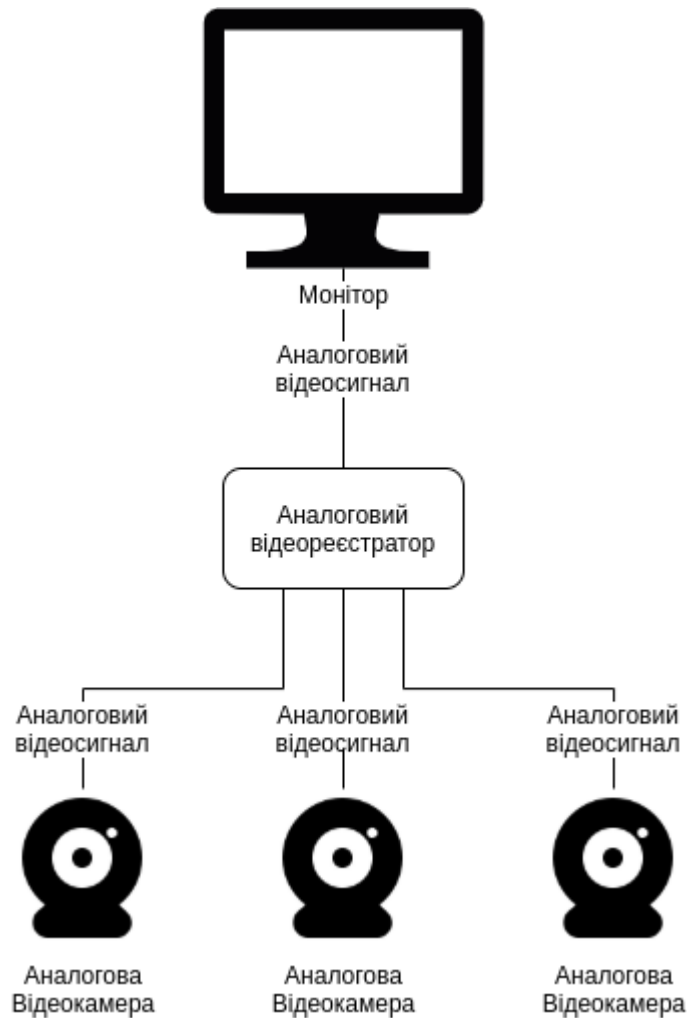 Монітор
Аналоговий
відеосигнал
Аналоговий
відеореєстратор
Аналоговий
відеосигнал
Аналоговий
відеосигнал
Аналоговий
відеосигнал
Аналогова
Відеокамера
Аналогова
Відеокамера
Аналогова
Відеокамера